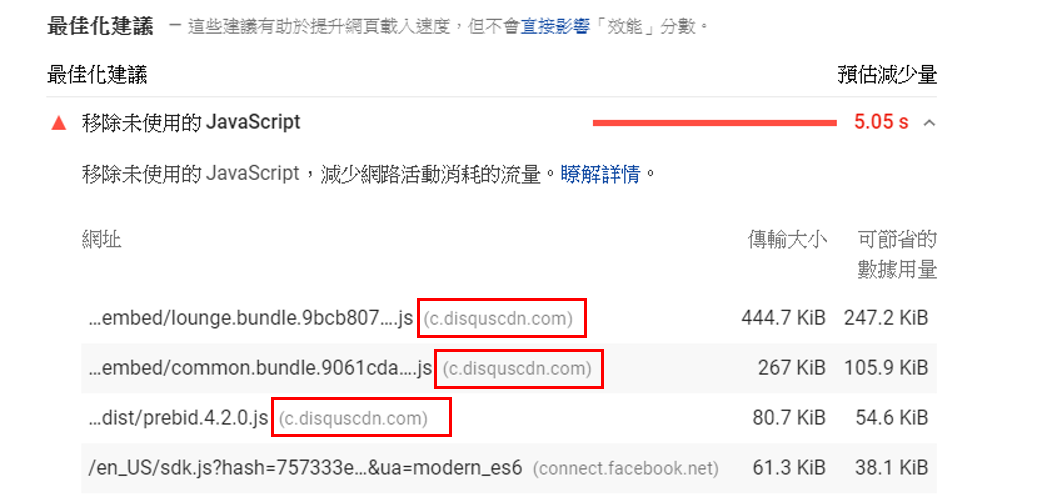 最佳化建議 — 這些建議有助於提升網頁載入速度，但不會直接影響「效能」分數。
最佳化建議 預估減少量
移除未使用的 JavaScript 5.05 s
移除未使用的 JavaScript，減少網路活動消耗的流量。瞭解詳情。
網址 傳輸大小 可節省的
數據用量
…embed/lounge.bundle.9bcb807….js (c.disquscdn.com) 444.7 KiB 247.2 KiB
…embed/common.bundle.9061cda….js (c.disquscdn.com) 267 KiB 105.9 KiB
…dist/prebid.4.2.0.js (c.disquscdn.com) 80.7 KiB 54.6 KiB
/en_US/sdk.js?hash=757333e…&ua=modern_es6 (connect.facebook.net) 61.3 KiB 38.1 KiB